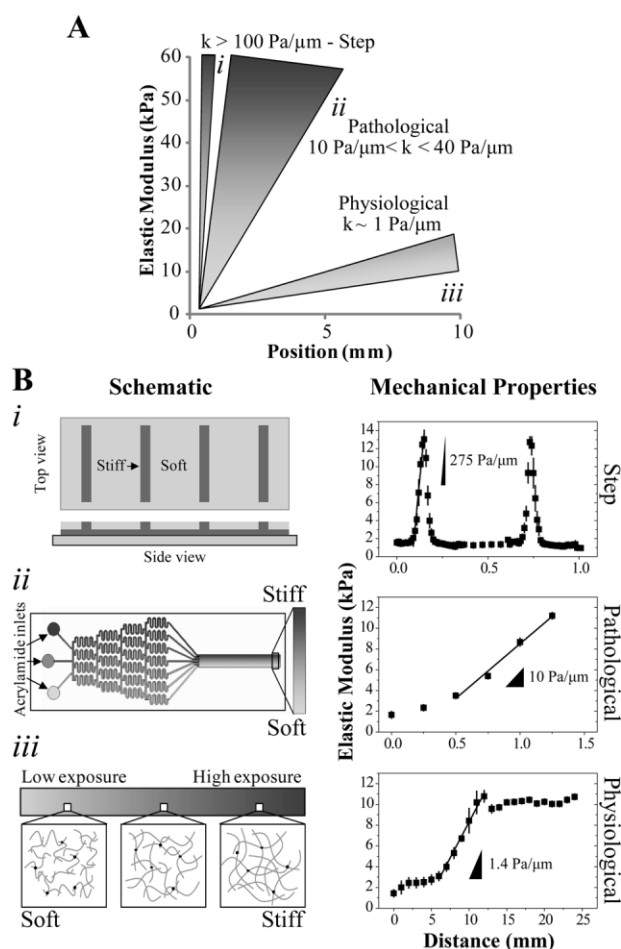 A
k > 100 Pa/µm - Step
i
ii
Pathological
10 Pa/µm< k < 40 Pa/µm
Physiological
k~ 1 Pa/µm
iii
Elastic Modulus (kPa)
60
50
40
30
20
10
0
0
5
10
Position (mm)
B
Schematic
Mechanical Properties
i
Top view
Stiff
Soft
Side view
14
12
10
8
6
4
2
0
275 Pa/µm
Step
0.0
0.5
1.0
ii
Acrylamide inlets
Stiff
Soft
Elastic Modulus (kPa)
12
10
8
6
4
2
0
10 Pa/µm
Pathological
0.0
0.5
1.0
1.5
iii
Low exposure
High exposure
Soft
Stiff
12
10
8
6
4
2
0
1.4 Pa/µm
Physiological
0
5
10
15
20
25
Distance (mm)